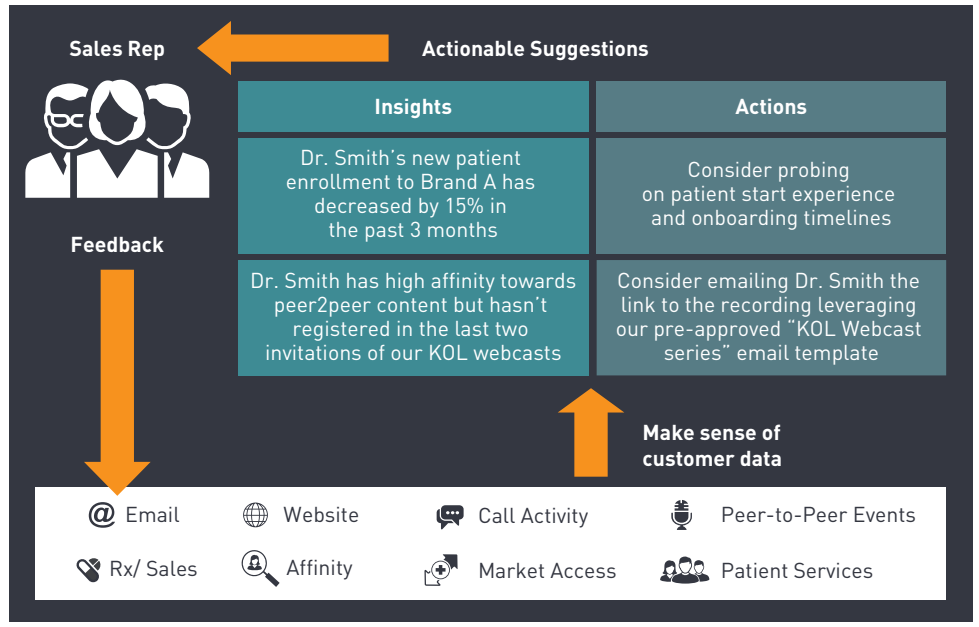 Sales Rep
Actionable Suggestions
Insights
Actions
Dr. Smith's new patient
enrollment to Brand A has
decreased by 15% in
the past 3 months
Consider probing
on patient start experience
and onboarding timelines
Dr. Smith has high affinity towards
peer2peer content but hasn't
registered in the last two
invitations of our KOL webcasts
Consider emailing Dr. Smith the
link to the recording leveraging
our pre-approved “KOL Webcast
series” email template
Feedback
Make sense of
customer data
@ Email
Website
Call Activity
Peer-to-Peer Events
Rx/ Sales
Affinity
Market Access
Patient Services